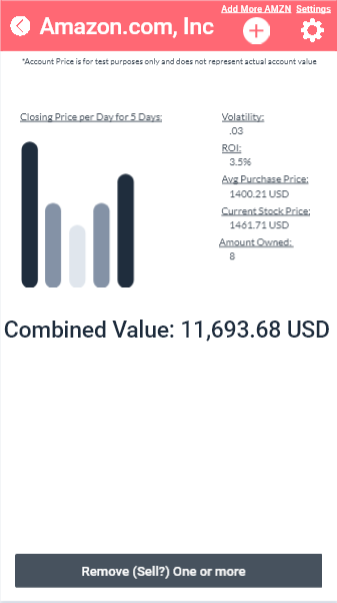 Add More AMZN Settings
Amazon.com, Inc
*Account Price is for test purposes only and does not represent actual account value
Closing Price per Day for 5 Days:
Volatility:
.03
ROI:
3.5%
Avg Purchase Price:
1400.21 USD
Current Stock Price:
1461.71 USD
Amount Owned:
8
Combined Value: 11,693.68 USD
Remove (Sell?) One or more